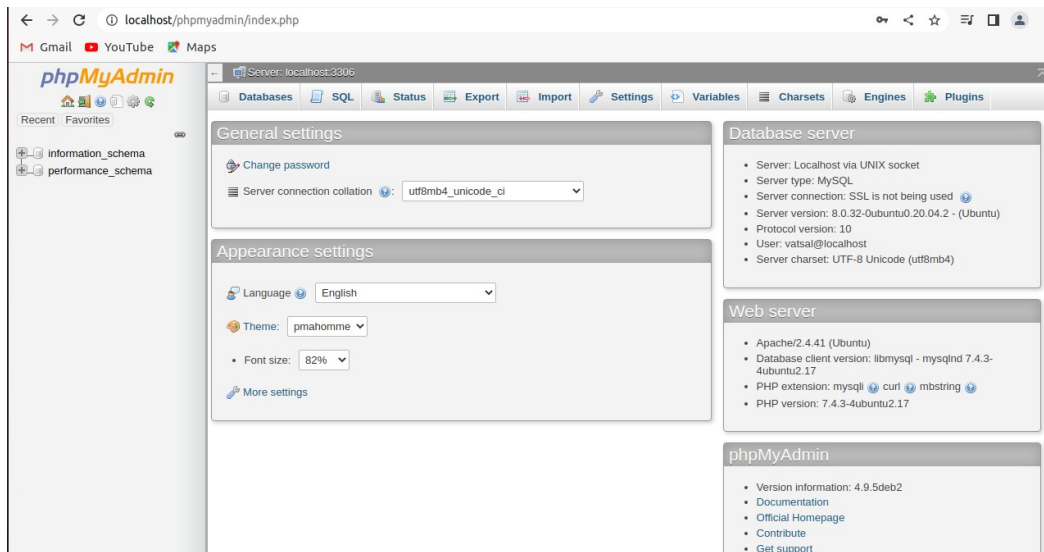 localhost/phpmyadmin/index.php
Gmail YouTube Maps
phpMyAdmin
Recent Favorites
information_schema
performance_schema
Server: localhost:3306
Databases SQL Status Export Import Settings Variables Charsets Engines Plugins
General settings
Change password
Server connection collation : utf8mb4_unicode_ci
Appearance settings
Language English
Theme: pmahomme
• Font size: 82%
More settings
Database server
• Server: Localhost via UNIX socket
• Server type: MySQL
• Server connection: SSL is not being used
• Server version: 8.0.32-0ubuntu0.20.04.2 - (Ubuntu)
• Protocol version: 10
• User: vatsal@localhost
• Server charset: UTF-8 Unicode (utf8mb4)
Web server
• Apache/2.4.41 (Ubuntu)
• Database client version: libmysql - mysqlnd 7.4.3-
4ubuntu2.17
• PHP extension: mysqli curl mbstring
• PHP version: 7.4.3-4ubuntu2.17
phpMyAdmin
• Version information: 4.9.5deb2
• Documentation
• Official Homepage
• Contribute
• Get support